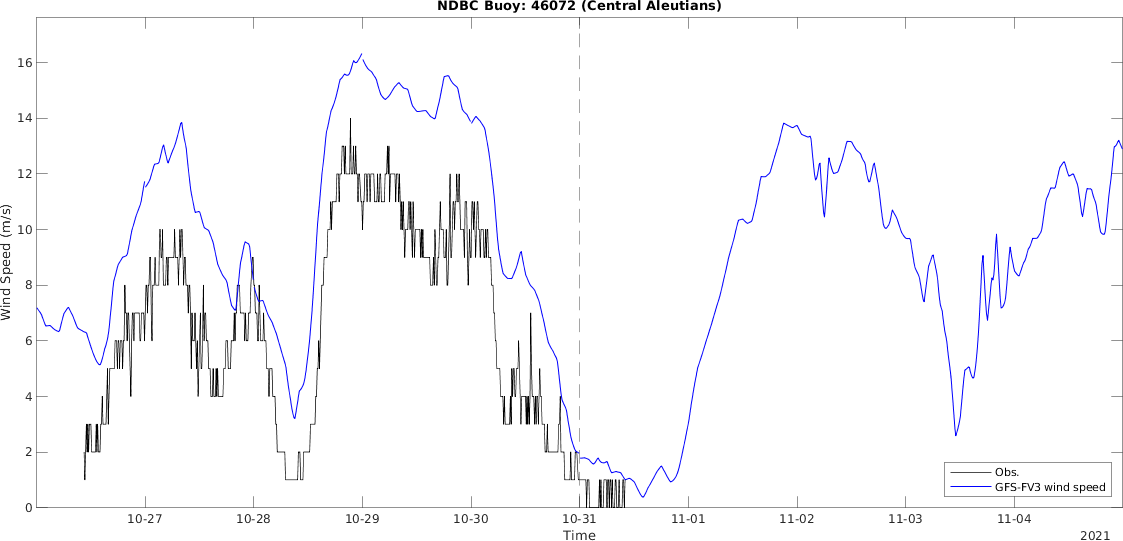 NDBC Buoy: 46072 (Central Aleutians)
Wind Speed (m/s)
16
14
12
10
8
6
4
2
0
Obs.
GFS-FV3 wind speed
10-27 10-28 10-29 10-30 10-31 11-01 11-02 11-03 11-04
Time
2021